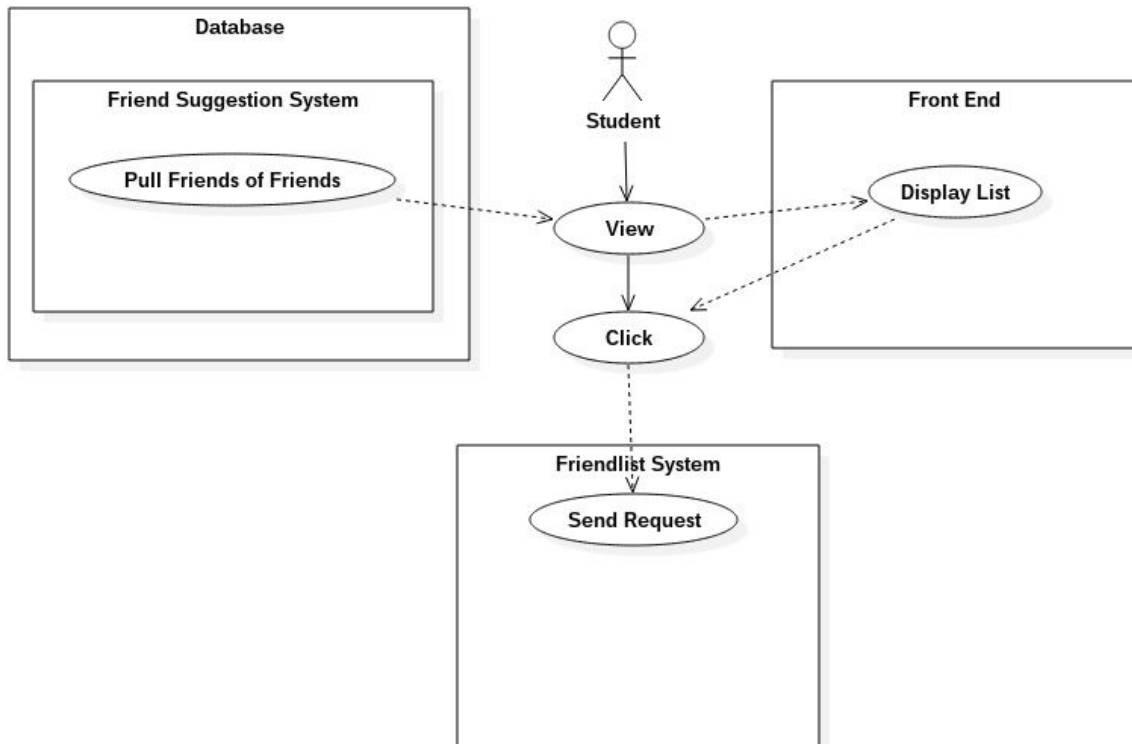 Database
Friend Suggestion System
Pull Friends of Friends
Student
View
Click
Front End
Display List
Friendlist System
Send Request